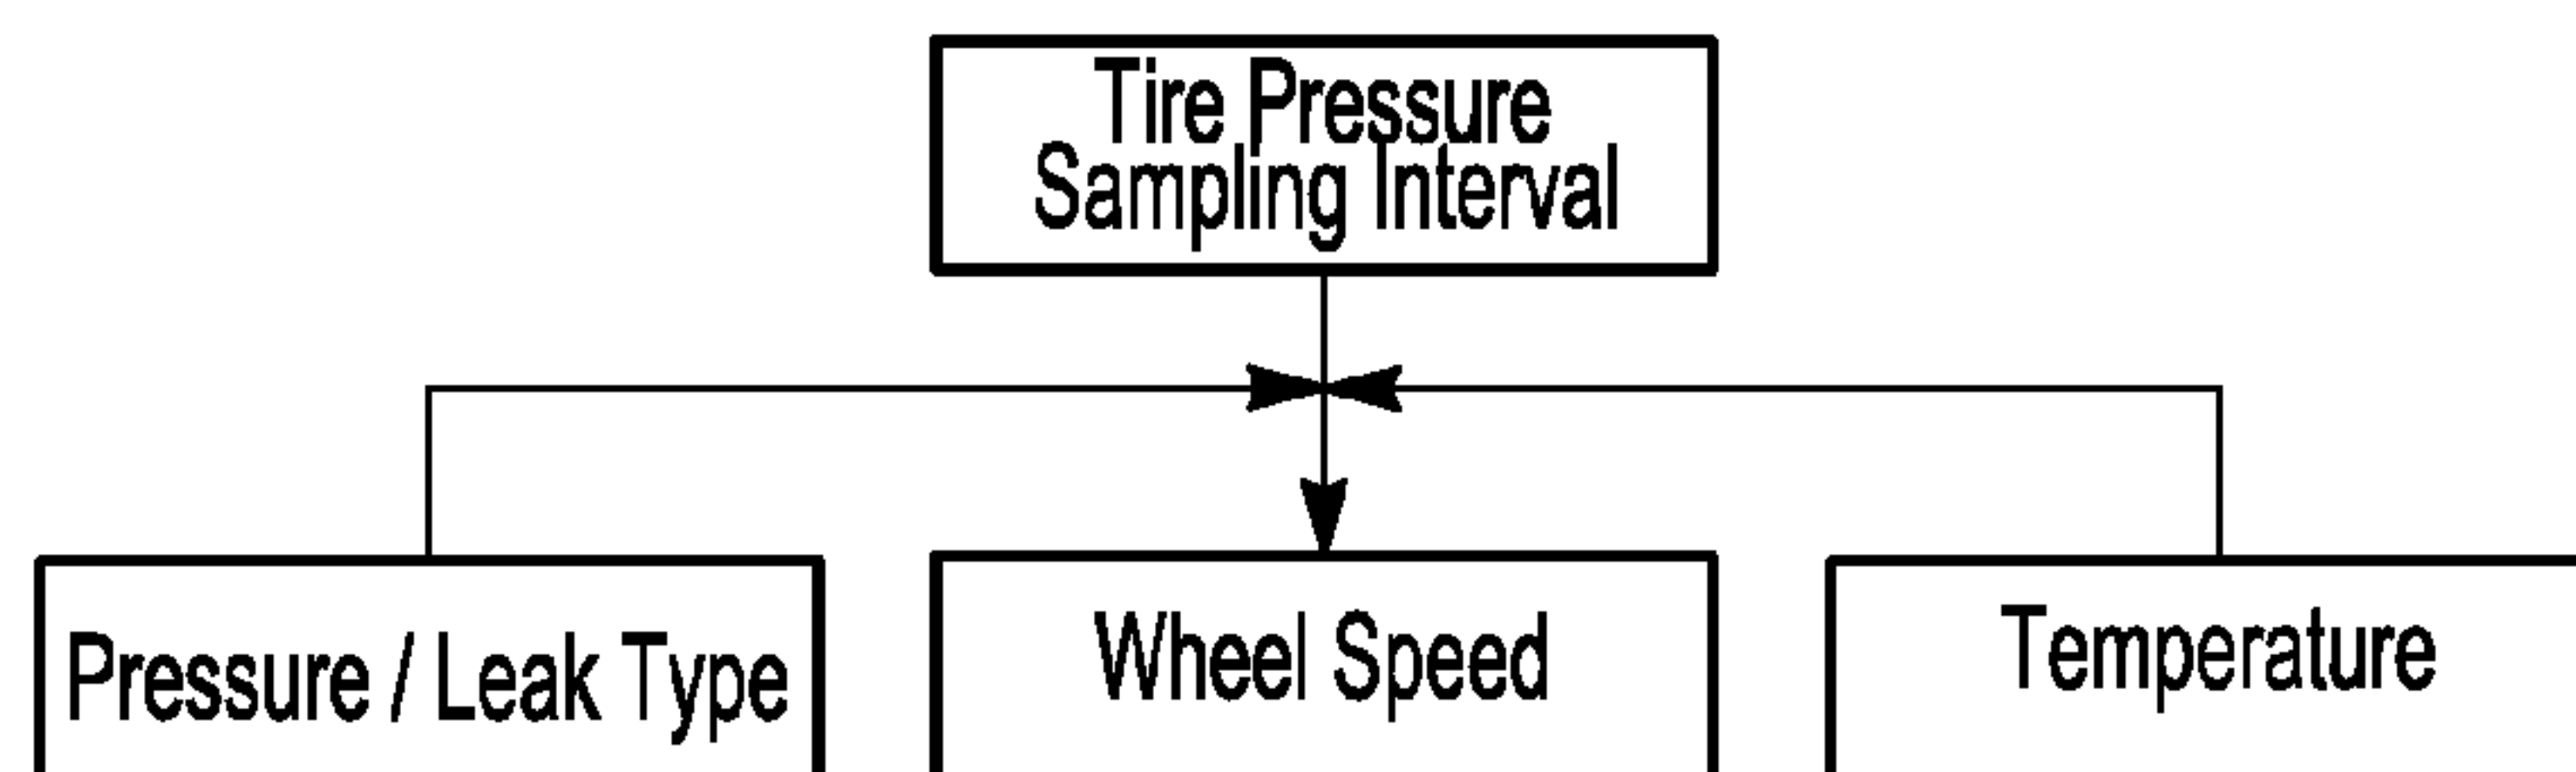 Tire Pressure
Sampling Interval
Pressure / Leak Type
Wheel Speed
Temperature